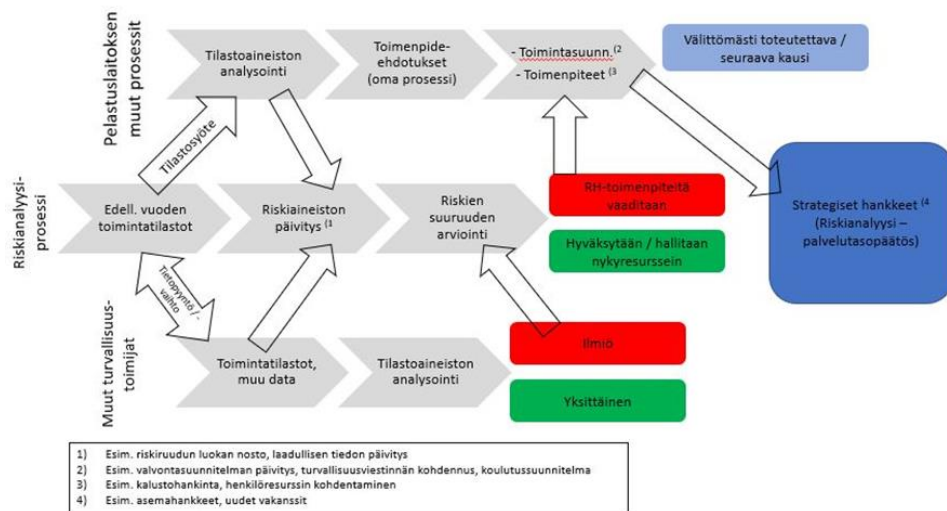 Pelastuslaitoksen
muut prosessit
Tilastoaineiston
analysointi
Toimenpide-
ehdotukset
(oma prosessi)
- Toimintasuunn.(2
- Toimenpiteet (3
Välittömästi toteutettava /
seuraava kausi
Tilastosyöte
Riskianalyysi-
prosessi
Edell. vuoden
toimintatilastot
Riskiaineiston
päivitys (1
Riskien
suuruuden
arviointi
RH-toimenpiteitä
vaaditaan
Hyväksytään / hallitaan
nykyresurssein
Strategiset hankkeet (4
(Riskianalyysi –
palvelutasopäätös)
Tietopyyntö / -
vaihto
Muut turvallisuus-
toimijat
Toimintatilastot,
muu data
Tilastoaineiston
analysointi
Ilmiö
Yksittäinen
1) Esim. riskiruudun luokan nosto, laadullisen tiedon päivitys
2) Esim. valvontasuunnitelman päivitys, turvallisuusviestinnän kohdennus, koulutussuunnitelma
3) Esim. kalustohankinta, henkilöresurssin kohdentaminen
4) Esim. asemahankkeet, uudet vakanssit